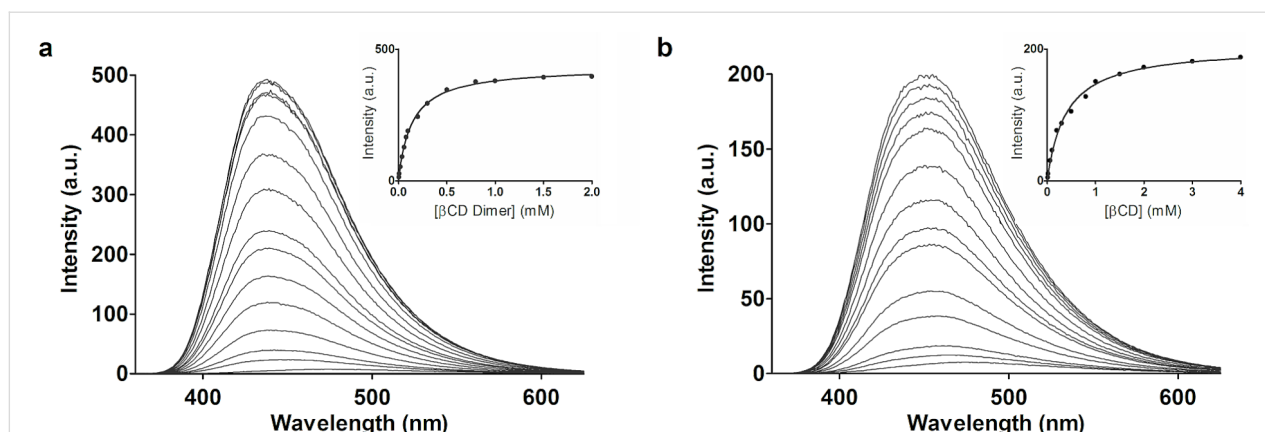 a
500
400
300
200
100
0
Intensity (a.u.)
400 500 600
Wavelength (nm)
500
0
Intensity (a.u.)
0.0 0.5 1.0 1.5 2.0
[βCD Dimer] (mM)
b
200
150
100
50
0
Intensity (a.u.)
400 500 600
Wavelength (nm)
200
0
Intensity (a.u.)
0 1 2 3 4
[βCD] (mM)